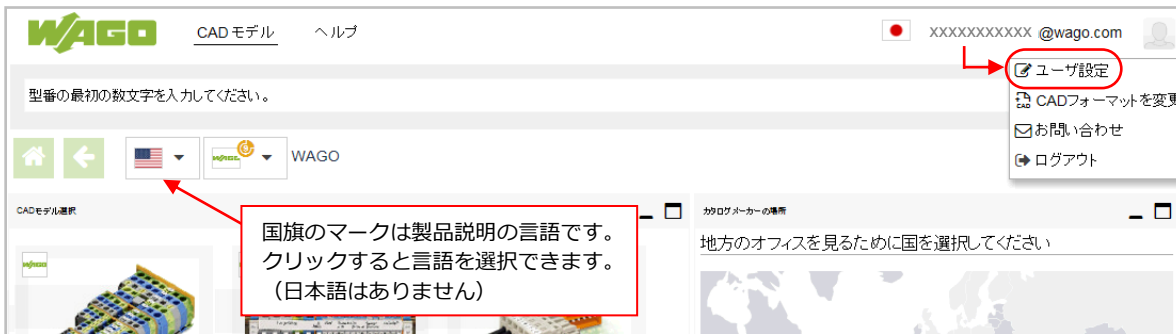 WAGO CADモデル ヘルプ XXXXXXXXXXX @wago.com
ユーザ設定
型番の最初の数文字を入力してください。
CADフォーマットを変更
お問い合わせ
WAGO
ログアウト
CADモデル選択
カタログメーカーの場所
国旗のマークは製品説明の言語です。
クリックすると言語を選択できます。
（日本語はありません）
地方のオフィスを見るために国を選択してください